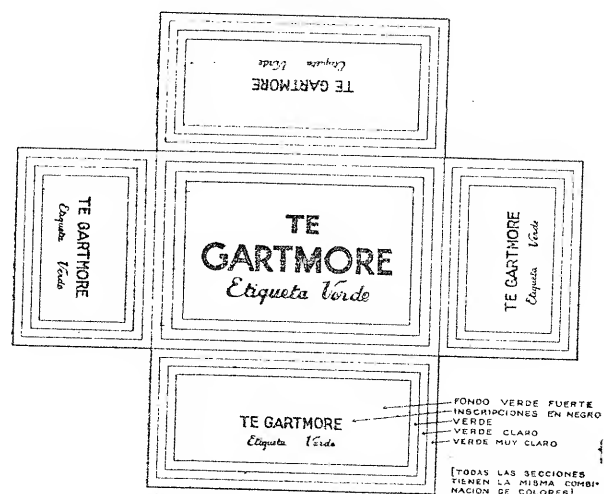 TE GARTMORE
Etiqueta Verde
TE GARTMORE
Etiqueta Verde
TE
GARTMORE
Etiqueta Verde
TE GARTMORE
Etiqueta Verde
TE GARTMORE
Etiqueta Verde
FONDO VERDE FUERTE
INSCRIPCIONES EN NEGRO
VERDE
VERDE CLARO
VERDE MUY CLARO
[TODAS LAS SECCIONES
TIENEN LA MISMA COMBI-
NACION DE COLORES]